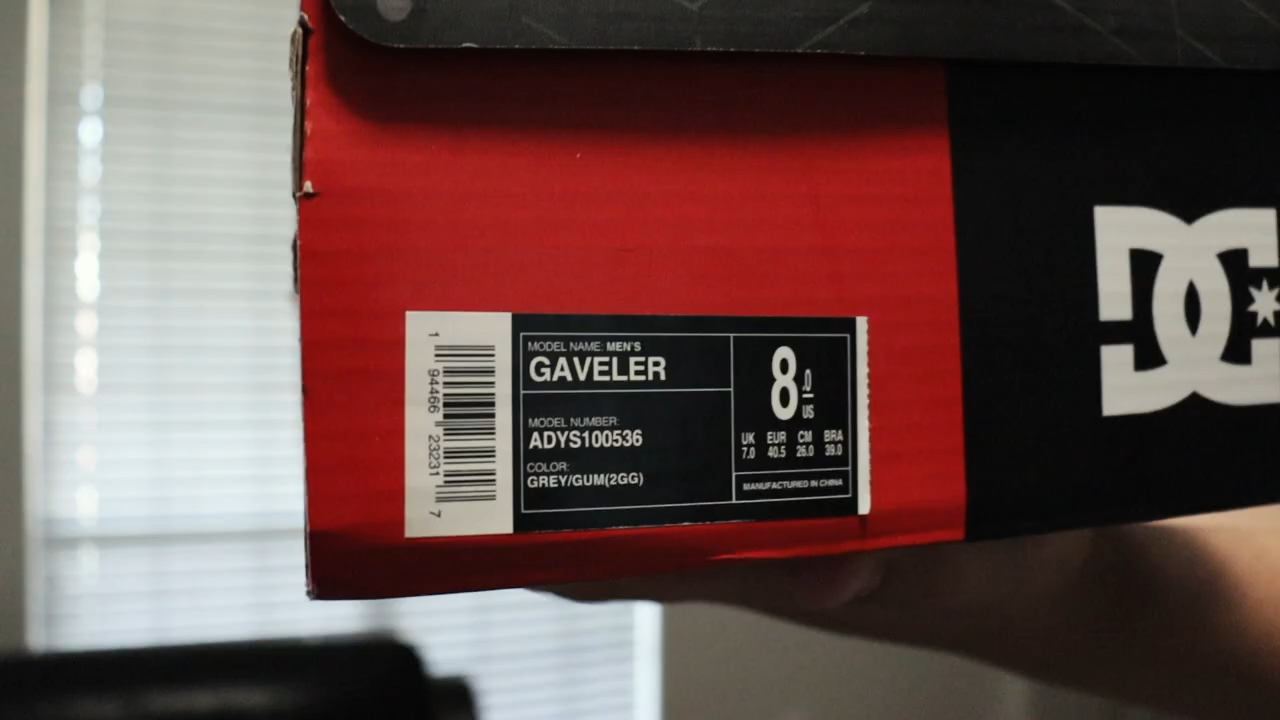 1 94466 23231 7
MODEL NAME: MEN'S
GAVELER
MODEL NUMBER:
ADYS100536
COLOR:
GREY/GUM(2GG)
8.0 US
UK EUR CM BRA
7.0 40.5 26.0 39.0
MANUFACTURED IN CHINA
DC